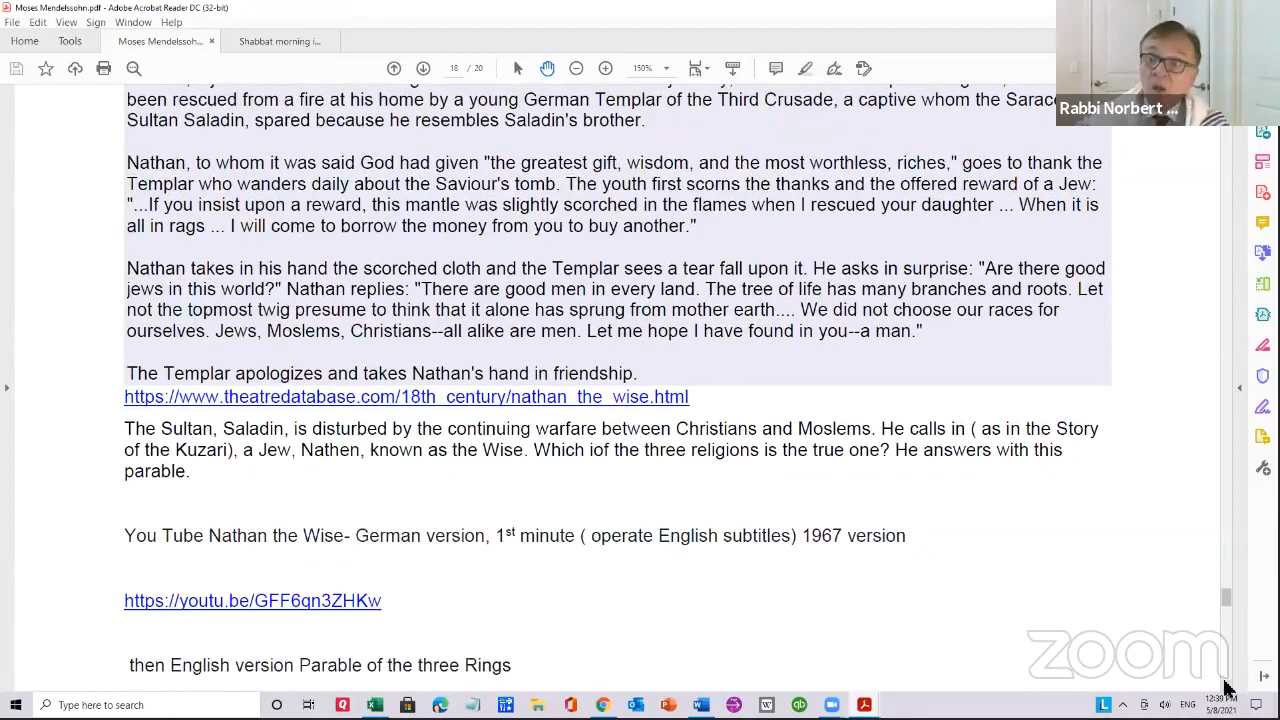 Moses Mendelssohn.pdf - Adobe Acrobat Reader DC (32-bit)
File Edit View Sign Window Help
Home Tools Moses Mendelssoh... × Shabbat morning i...
18 / 20 150%
Rabbi Norbert ...
been rescued from a fire at his home by a young German Templar of the Third Crusade, a captive whom the
Sultan Saladin, spared because he resembles Saladin's brother.
Nathan, to whom it was said God had given "the greatest gift, wisdom, and the most worthless, riches," goes to thank the
Templar who wanders daily about the Saviour's tomb. The youth first scorns the thanks and the offered reward of a Jew:
"...If you insist upon a reward, this mantle was slightly scorched in the flames when I rescued your daughter ... When it is
all in rags ... I will come to borrow the money from you to buy another."
Nathan takes in his hand the scorched cloth and the Templar sees a tear fall upon it. He asks in surprise: "Are there good
jews in this world?" Nathan replies: "There are good men in every land. The tree of life has many branches and roots. Let
not the topmost twig presume to think that it alone has sprung from mother earth.... We did not choose our races for
ourselves. Jews, Moslems, Christians--all alike are men. Let me hope I have found in you--a man."
The Templar apologizes and takes Nathan's hand in friendship.
https://www.theatredatabase.com/18th_century/nathan_the_wise.html
The Sultan, Saladin, is disturbed by the continuing warfare between Christians and Moslems. He calls in ( as in the Story
of the Kuzari), a Jew, Nathen, known as the Wise. Which iof the three religions is the true one? He answers with this
parable.
You Tube Nathan the Wise- German version, 1st minute ( operate English subtitles) 1967 version
https://youtu.be/GFF6qn3ZHKw
then English version Parable of the three Rings
zoom
Type here to search
ENG
12:39 PM
5/8/2021